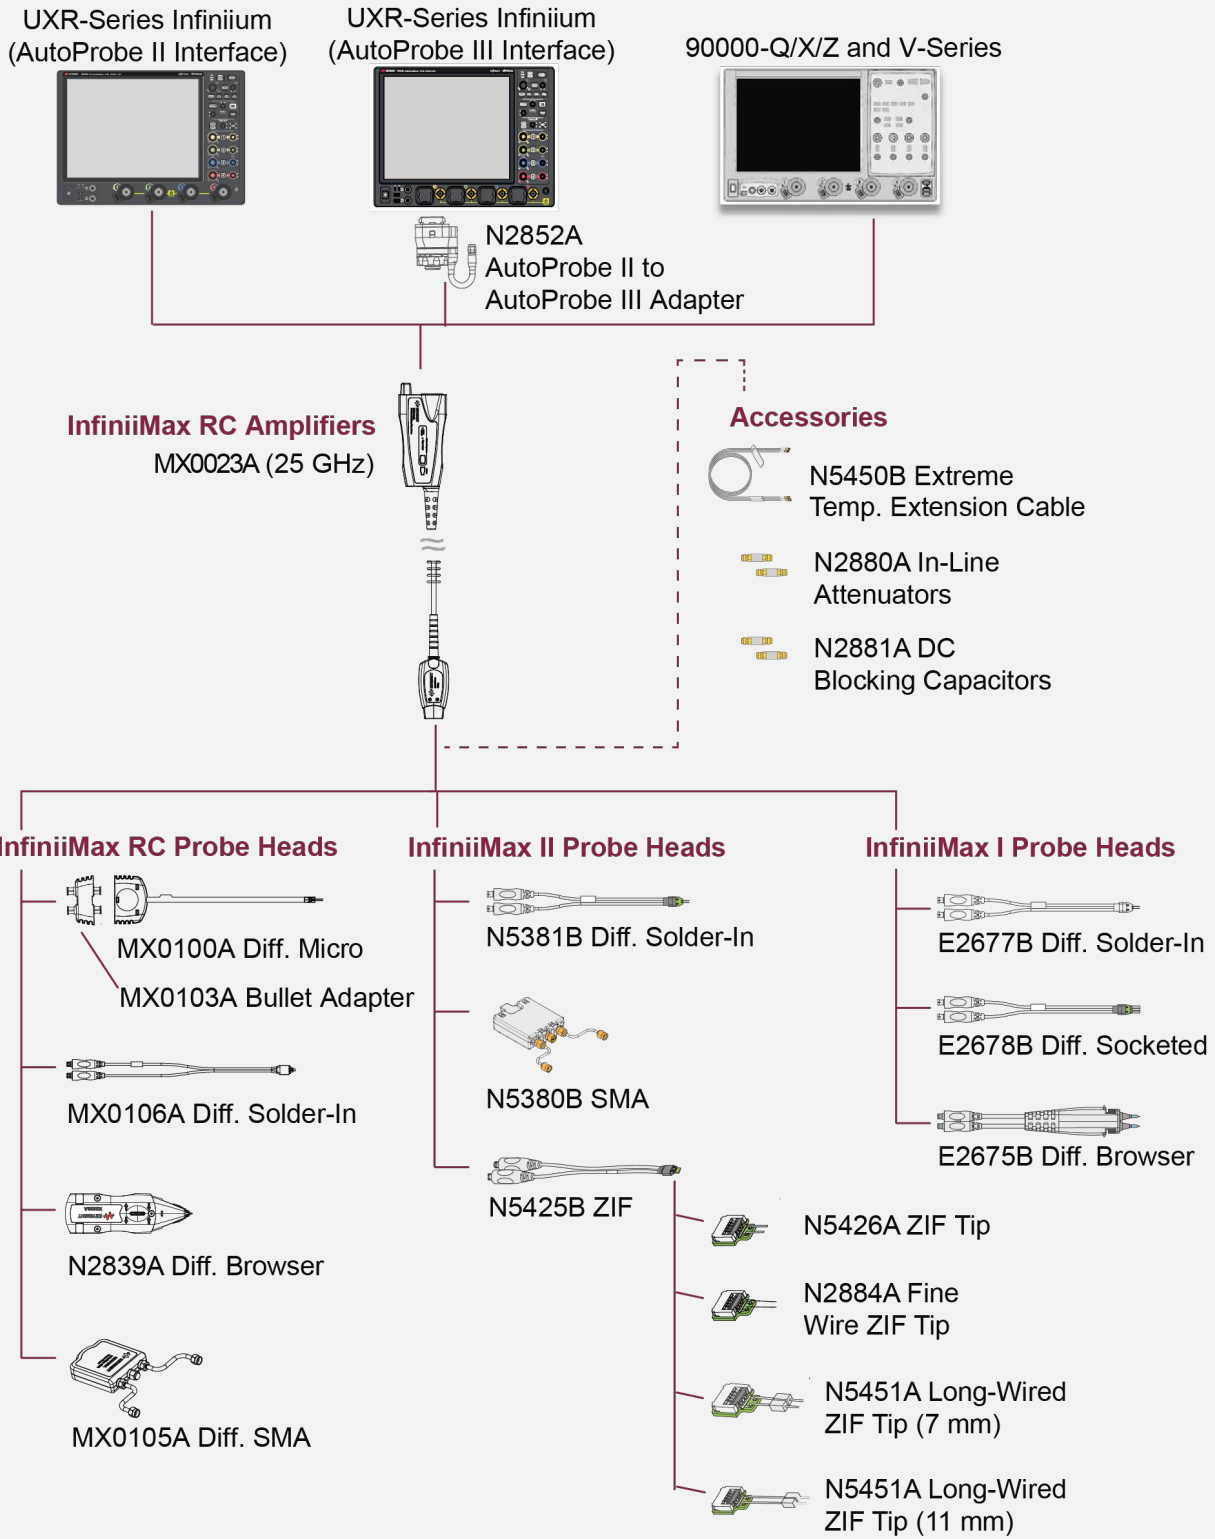 UXR-Series Infiniium
(AutoProbe II Interface)
UXR-Series Infiniium
(AutoProbe III Interface)
90000-Q/X/Z and V-Series
N2852A
AutoProbe II to
AutoProbe III Adapter
InfiniiMax RC Amplifiers
MX0023A (25 GHz)
Accessories
N5450B Extreme
Temp. Extension Cable
N2880A In-Line
Attenuators
N2881A DC
Blocking Capacitors
InfiniiMax RC Probe Heads
MX0100A Diff. Micro
MX0103A Bullet Adapter
MX0106A Diff. Solder-In
N2839A Diff. Browser
MX0105A Diff. SMA
InfiniiMax II Probe Heads
N5381B Diff. Solder-In
N5380B SMA
N5425B ZIF
N5426A ZIF Tip
N2884A Fine
Wire ZIF Tip
N5451A Long-Wired
ZIF Tip (7 mm)
N5451A Long-Wired
ZIF Tip (11 mm)
InfiniiMax I Probe Heads
E2677B Diff. Solder-In
E2678B Diff. Socketed
E2675B Diff. Browser